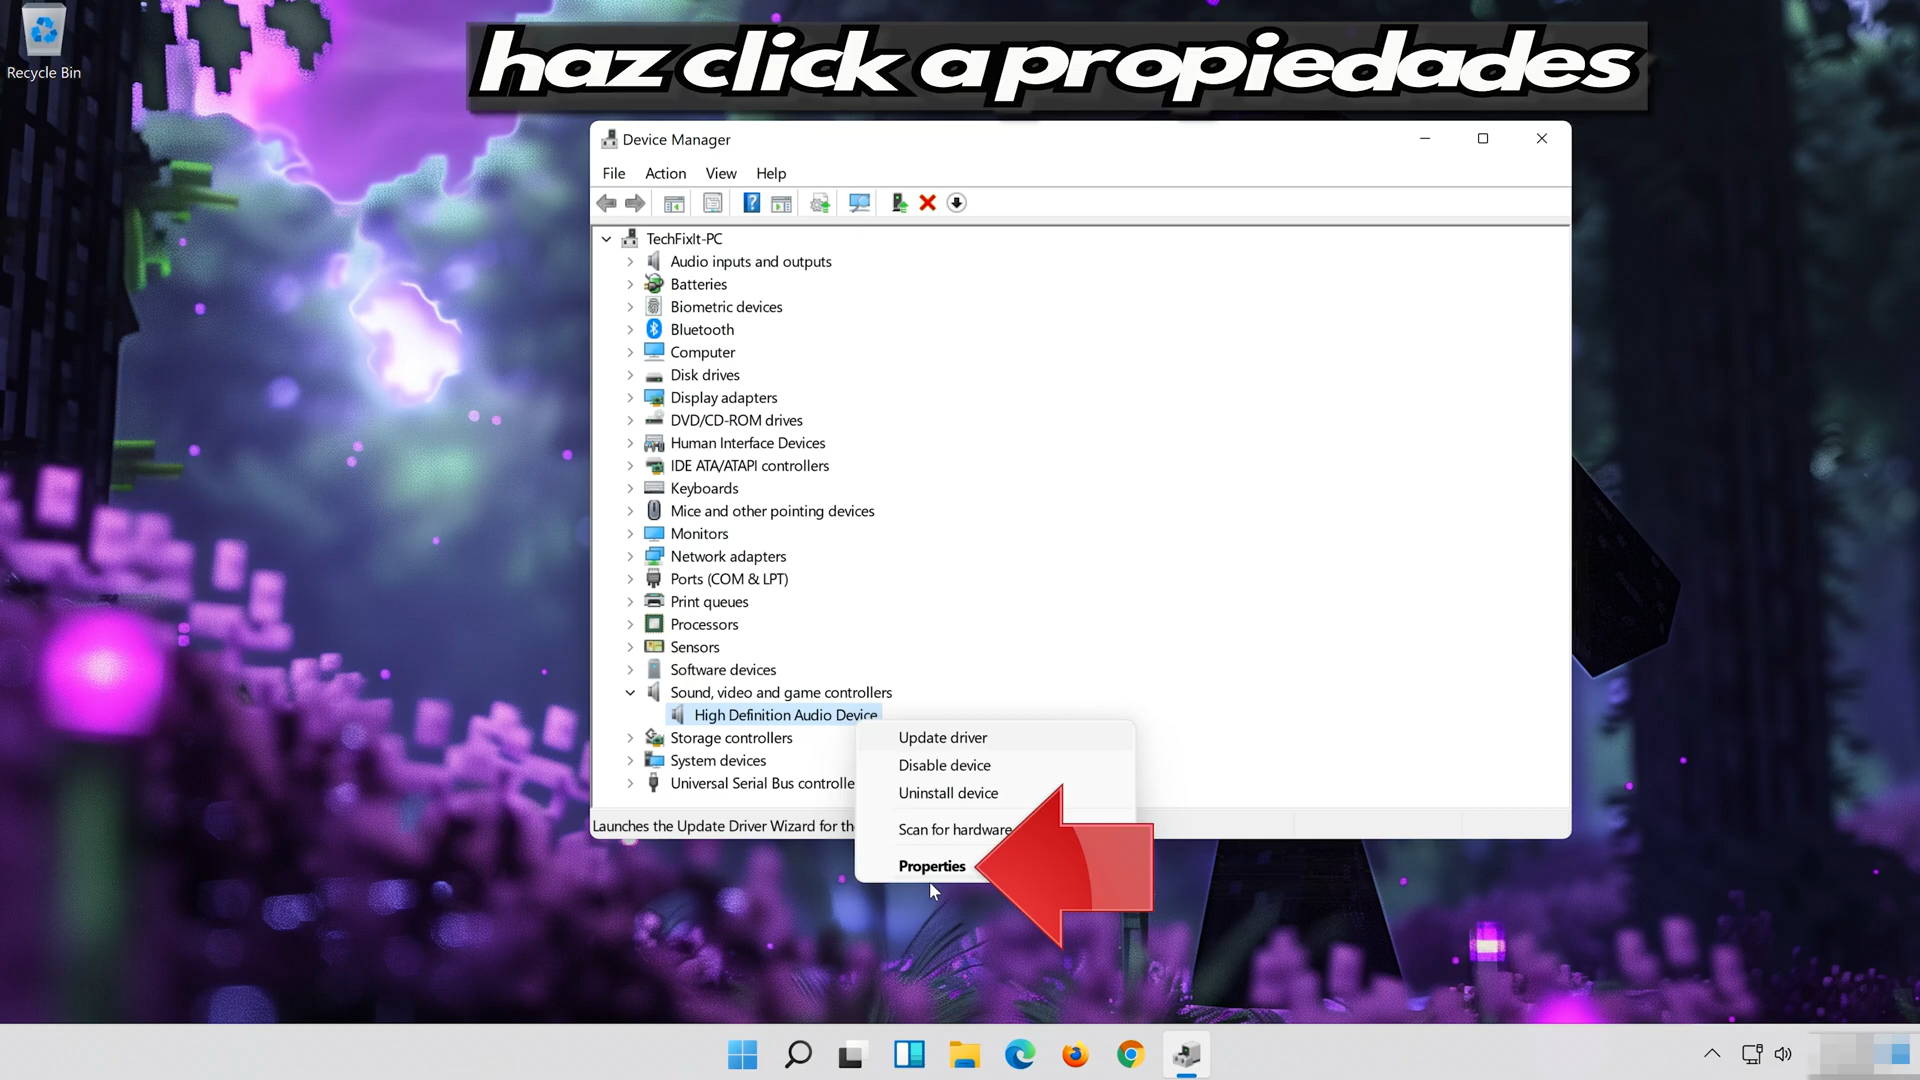 haz click a propiedades
Recycle Bin
Device Manager
File Action View Help
TechFixIt-PC
Audio inputs and outputs
Batteries
Biometric devices
Bluetooth
Computer
Disk drives
Display adapters
DVD/CD-ROM drives
Human Interface Devices
IDE ATA/ATAPI controllers
Keyboards
Mice and other pointing devices
Monitors
Network adapters
Ports (COM & LPT)
Print queues
Processors
Sensors
Software devices
Sound, video and game controllers
High Definition Audio Device
Storage controllers
System devices
Universal Serial Bus controlle
Launches the Update Driver Wizard for the
Update driver
Disable device
Uninstall device
Scan for hardware
Properties